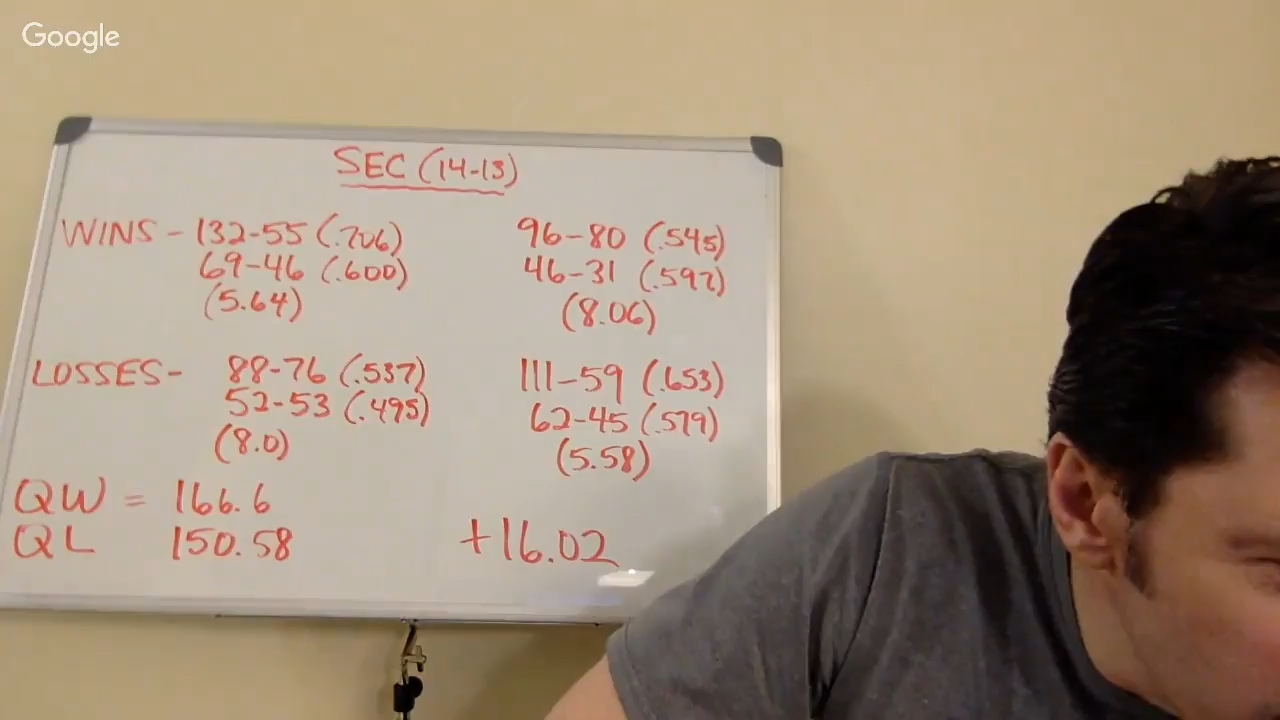 Google
SEC (14-13)
WINS - 132-55 (.706)
69-46 (.600)
(5.64)
96-80 (.545)
46-31 (.597)
(8.06)
LOSSES- 88-76 (.537)
52-53 (.495)
(8.0)
111-59 (.653)
62-45 (.579)
(5.58)
QW = 166.6
QL 150.58
+16.02